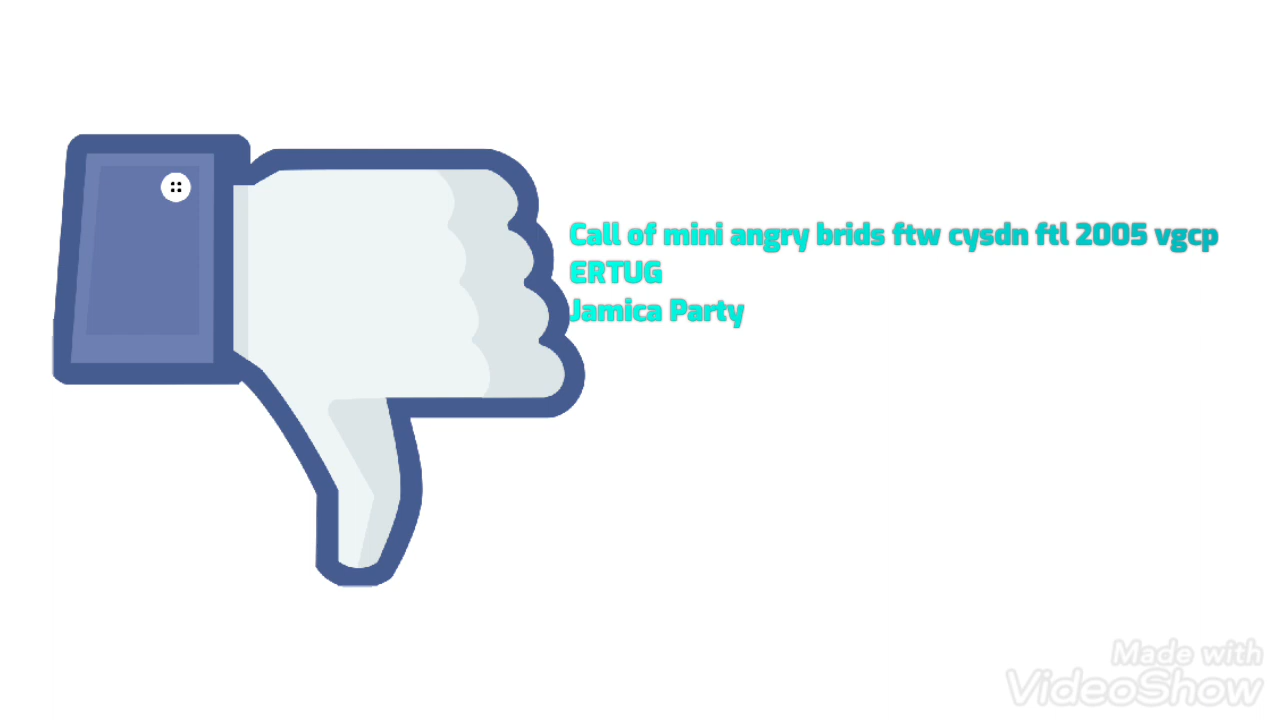 Call of mini angry brids ftw cysdn ftl 2005 vgcp
ERTUG
Jamica Party
Made with
VideoShow